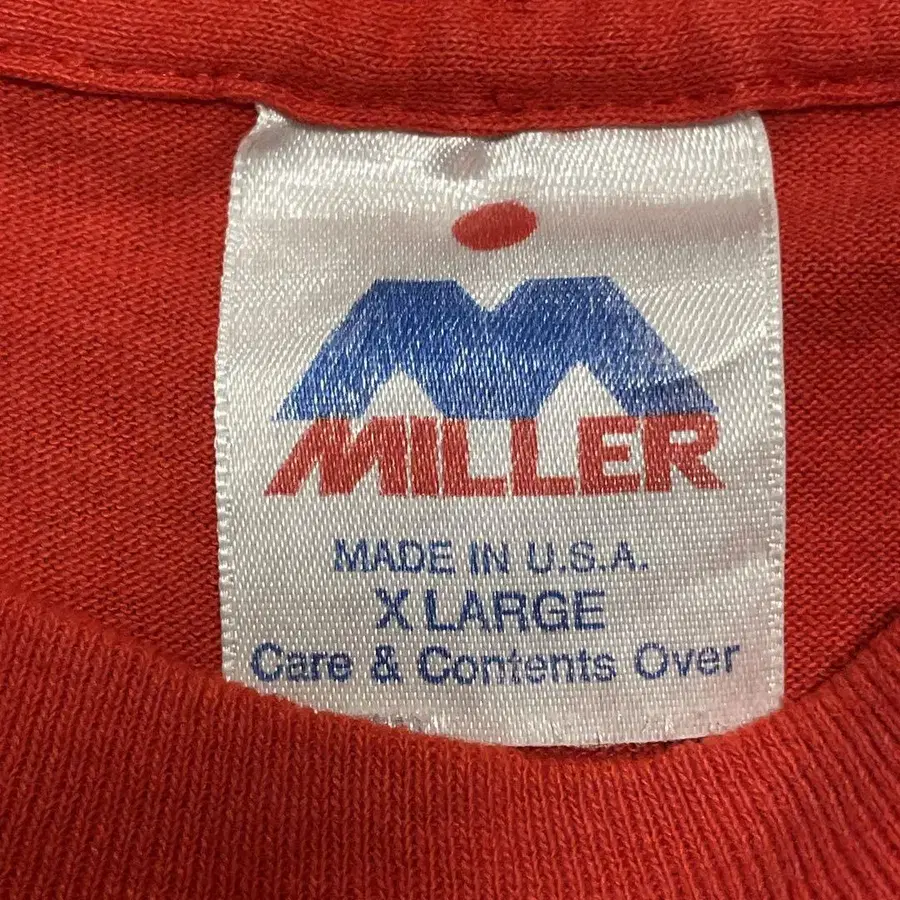 MILLER
MADE IN U.S.A.
X LARGE
Care & Contents Over